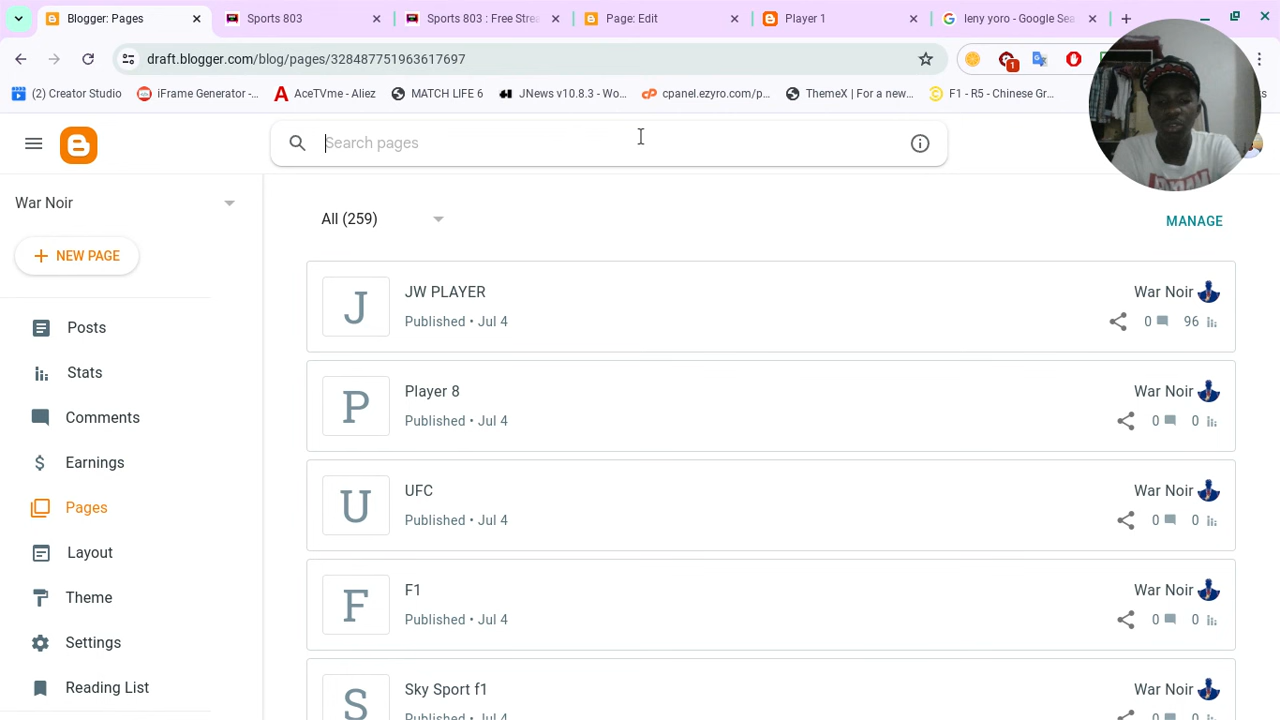 Blogger: Pages
Sports 803
Sports 803 : Free Strea
Page: Edit
Player 1
leny yoro - Google Sea
draft.blogger.com/blog/pages/328487751963617697
1
(2) Creator Studio
iFrame Generator -...
AceTVme - Aliez
MATCH LIFE 6
JNews v10.8.3 - Wo...
cpanel.ezyro.com/p...
ThemeX | For a new...
F1 - R5 - Chinese Gr...
Search pages
War Noir
NEW PAGE
Posts
Stats
Comments
Earnings
Pages
Layout
Theme
Settings
Reading List
All (259)
MANAGE
J
JW PLAYER
Published • Jul 4
War Noir
0 96
P
Player 8
Published • Jul 4
War Noir
0 0
U
UFC
Published • Jul 4
War Noir
0 0
F
F1
Published • Jul 4
War Noir
0 0
S
Sky Sport f1
Published • Jul 4
War Noir